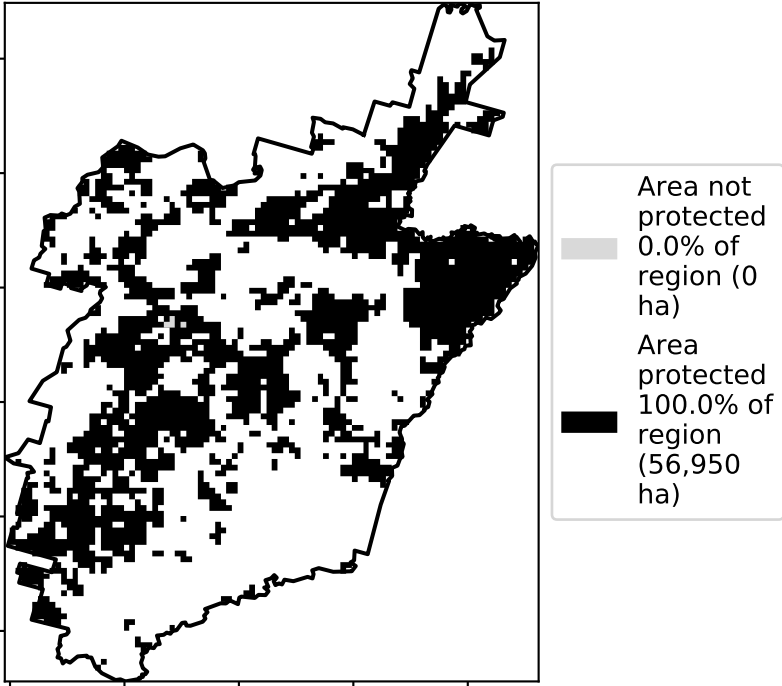 Area not
protected
0.0% of
region (0
ha)
Area
protected
100.0% of
region
(56,950
ha)